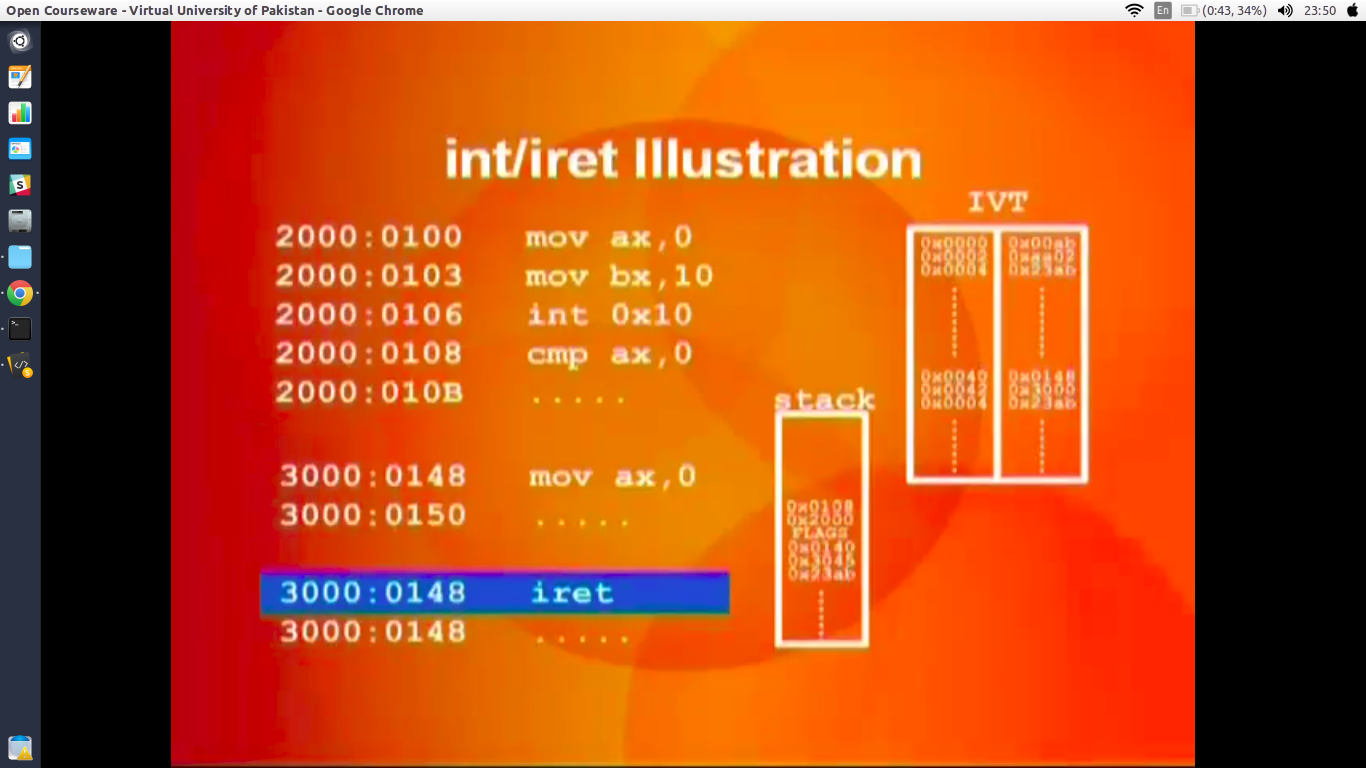 Open Courseware - Virtual University of Pakistan - Google Chrome
En
(0:43, 34%)
23:50
int/iret Illustration
IVT
2000:0100 mov ax,0
2000:0103 mov bx,10
2000:0106 int 0x10
2000:0108 cmp ax,0
2000:010B .....
3000:0148 mov ax,0
3000:0150 .....
3000:0148 iret
3000:0148 .....
stack
0x0108
0x2000
FLAGS
0x0140
0x3045
0x23ab
0x0000 0x00ab
0x0002 0xaa02
0x0004 0x23ab
0x0040 0x0148
0x0042 0x3000
0x0004 0x23ab